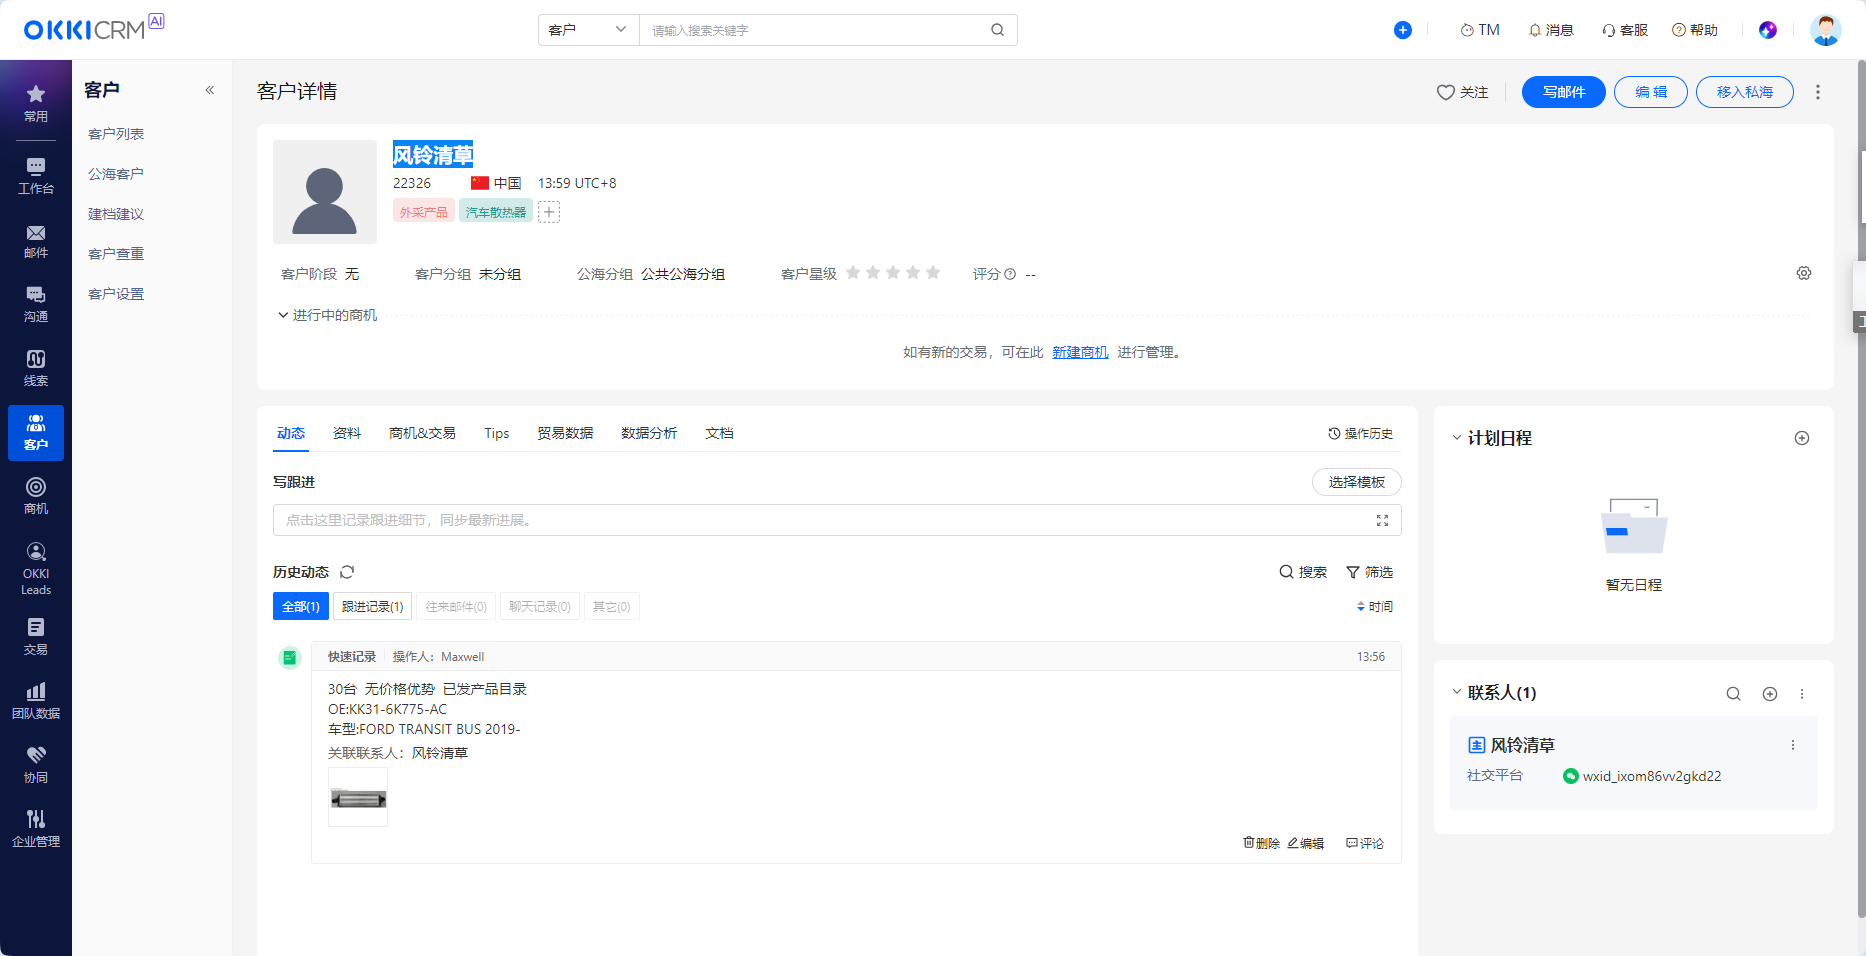 OKKICRM AI
客户
请输入搜索关键字
TM
消息
客服
帮助
常用
工作台
邮件
沟通
线索
客户
商机
OKKI
Leads
交易
团队数据
协同
企业管理
客户
客户列表
公海客户
建档建议
客户查重
客户设置
客户详情
关注
写邮件
编 辑
移入私海
风铃清草
22326 中国 13:59 UTC+8
外采产品 汽车散热器
客户阶段 无 客户分组 未分组 公海分组 公共公海分组 客户星级 评分 --
进行中的商机
如有新的交易，可在此 新建商机 进行管理。
动态 资料 商机&交易 Tips 贸易数据 数据分析 文档
操作历史
写跟进
选择模板
点击这里记录跟进细节，同步最新进展。
历史动态
搜索 筛选
全部(1) 跟进记录(1) 往来邮件(0) 聊天记录(0) 其它(0)
时间
快速记录 操作人：Maxwell 13:56
30台 无价格优势 已发产品目录
OE:KK31-6K775-AC
车型:FORD TRANSIT BUS 2019-
关联联系人：风铃清草
删除 编辑 评论
计划日程
暂无日程
联系人(1)
主 风铃清草
社交平台 wxid_ixom86vv2gkd22